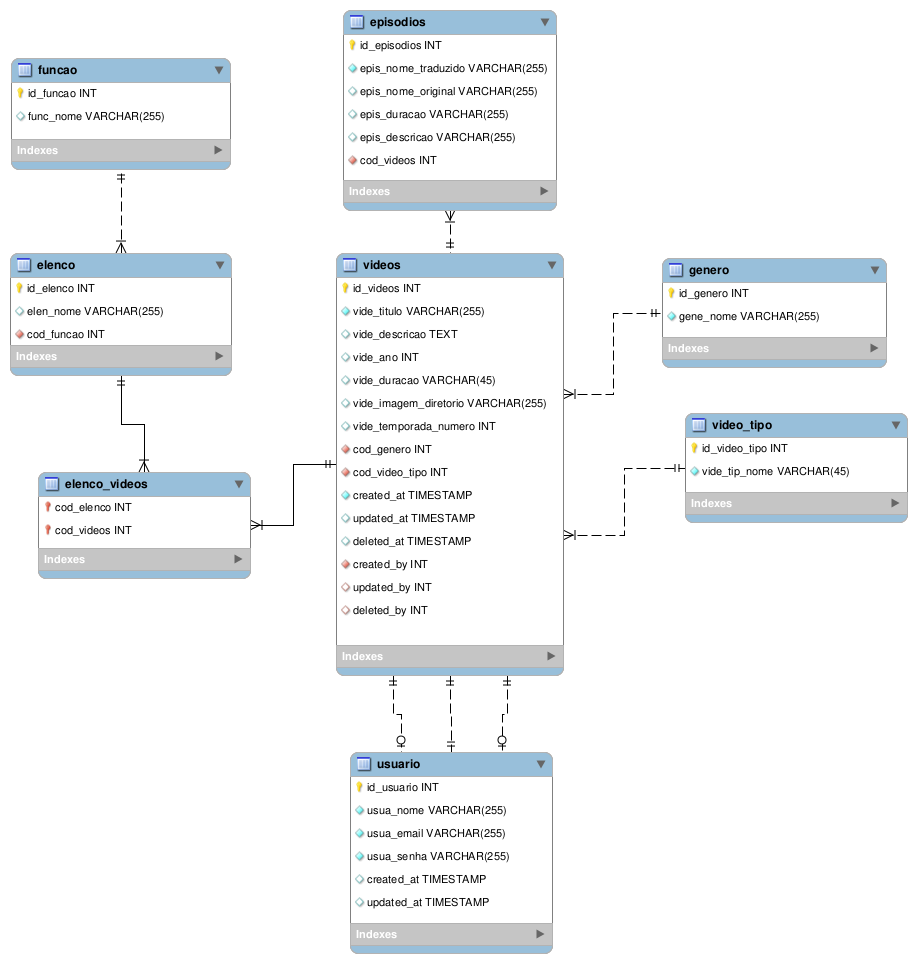 episodios
id_episodios INT
epis_nome_traduzido VARCHAR(255)
epis_nome_original VARCHAR(255)
epis_duracao VARCHAR(255)
epis_descricao VARCHAR(255)
cod_videos INT
Indexes
funcao
id_funcao INT
func_nome VARCHAR(255)
Indexes
elenco
id_elenco INT
elen_nome VARCHAR(255)
cod_funcao INT
Indexes
videos
id_videos INT
vide_titulo VARCHAR(255)
vide_descricao TEXT
vide_ano INT
vide_duracao VARCHAR(45)
vide_imagem_diretorio VARCHAR(255)
vide_temporada_numero INT
cod_genero INT
cod_video_tipo INT
created_at TIMESTAMP
updated_at TIMESTAMP
deleted_at TIMESTAMP
created_by INT
updated_by INT
deleted_by INT
Indexes
genero
id_genero INT
gene_nome VARCHAR(255)
Indexes
video_tipo
id_video_tipo INT
vide_tip_nome VARCHAR(45)
Indexes
elenco_videos
cod_elenco INT
cod_videos INT
Indexes
usuario
id_usuario INT
usua_nome VARCHAR(255)
usua_email VARCHAR(255)
usua_senha VARCHAR(255)
created_at TIMESTAMP
updated_at TIMESTAMP
Indexes